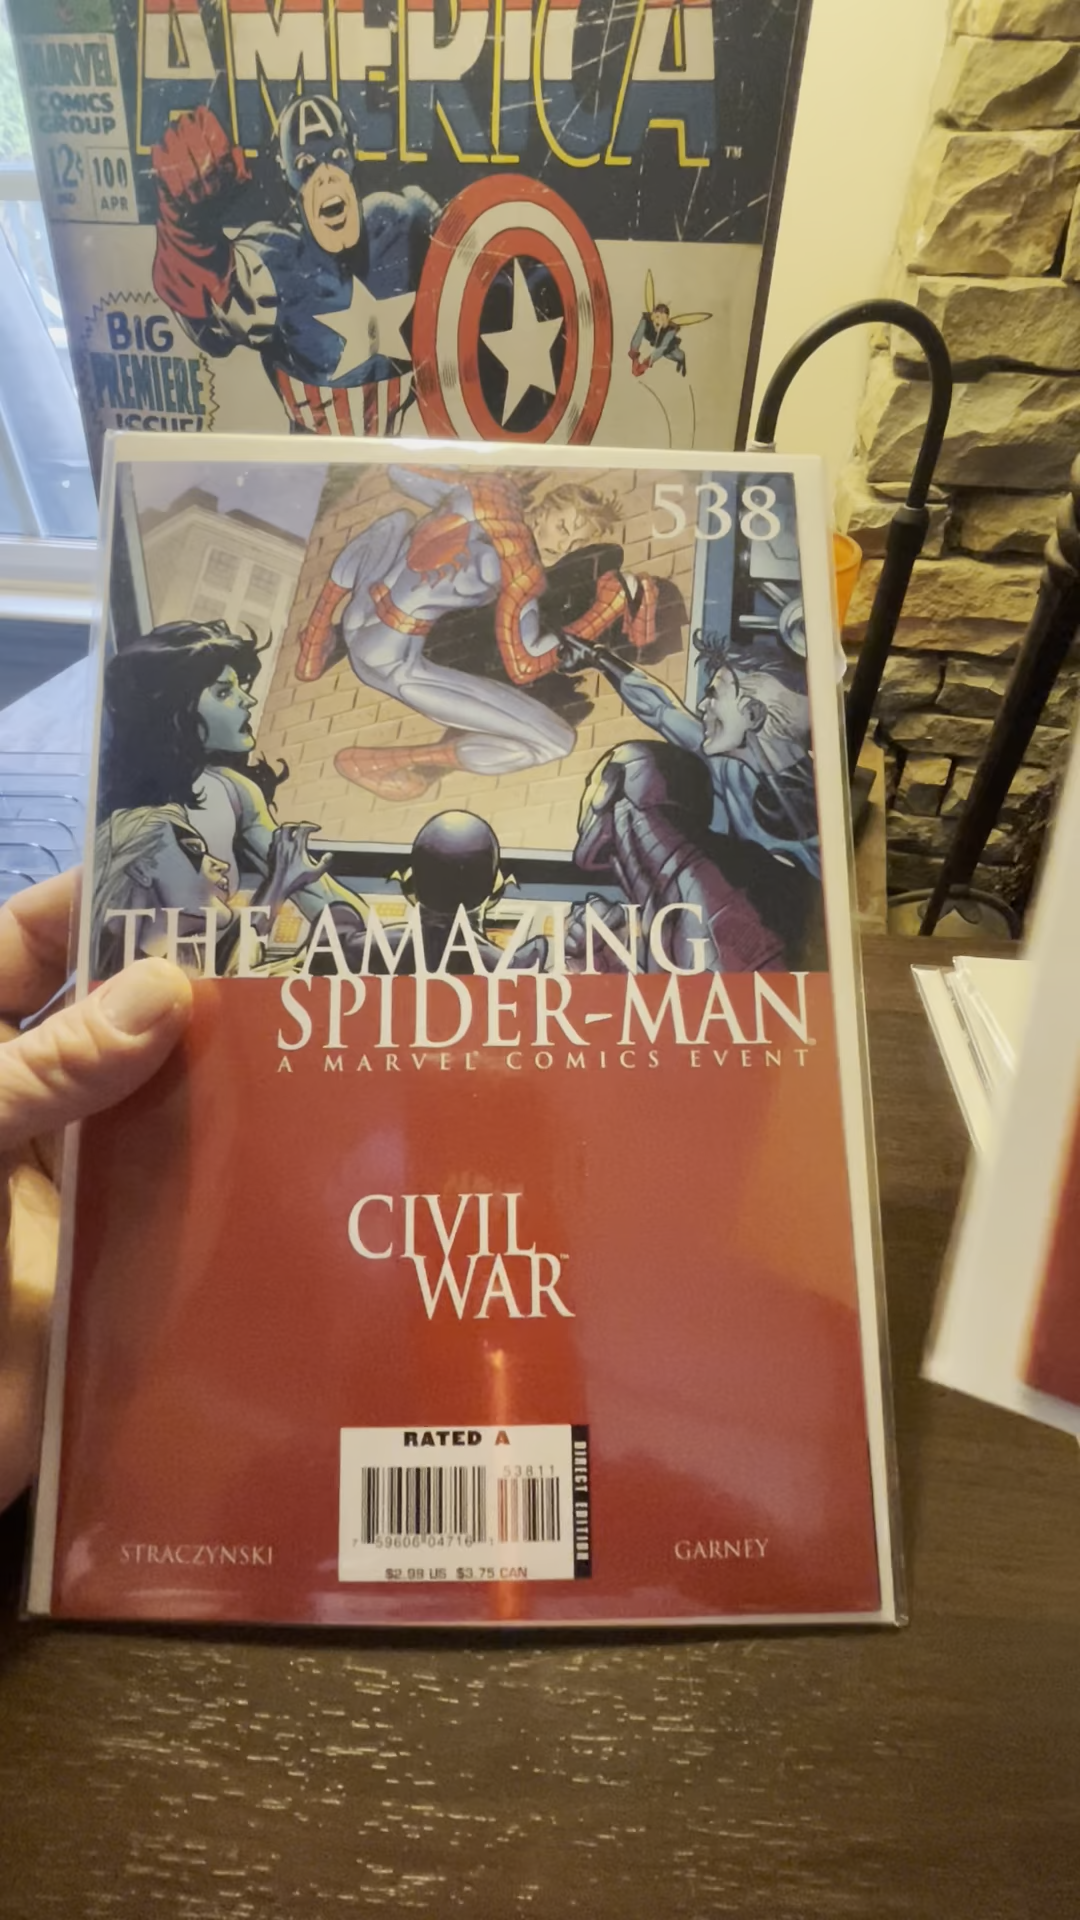 AMERICA
TM
MARVEL
COMICS
GROUP
12¢
IND.
100
APR
A
BIG
PREMIERE
ISSUE!
538
THE AMAZING
SPIDER-MAN
A MARVEL COMICS EVENT
CIVIL
WAR™
RATED A
53811
7 59606 04716 1
DIRECT EDITION
$2.99 US $3.75 CAN
STRACZYNSKI
GARNEY